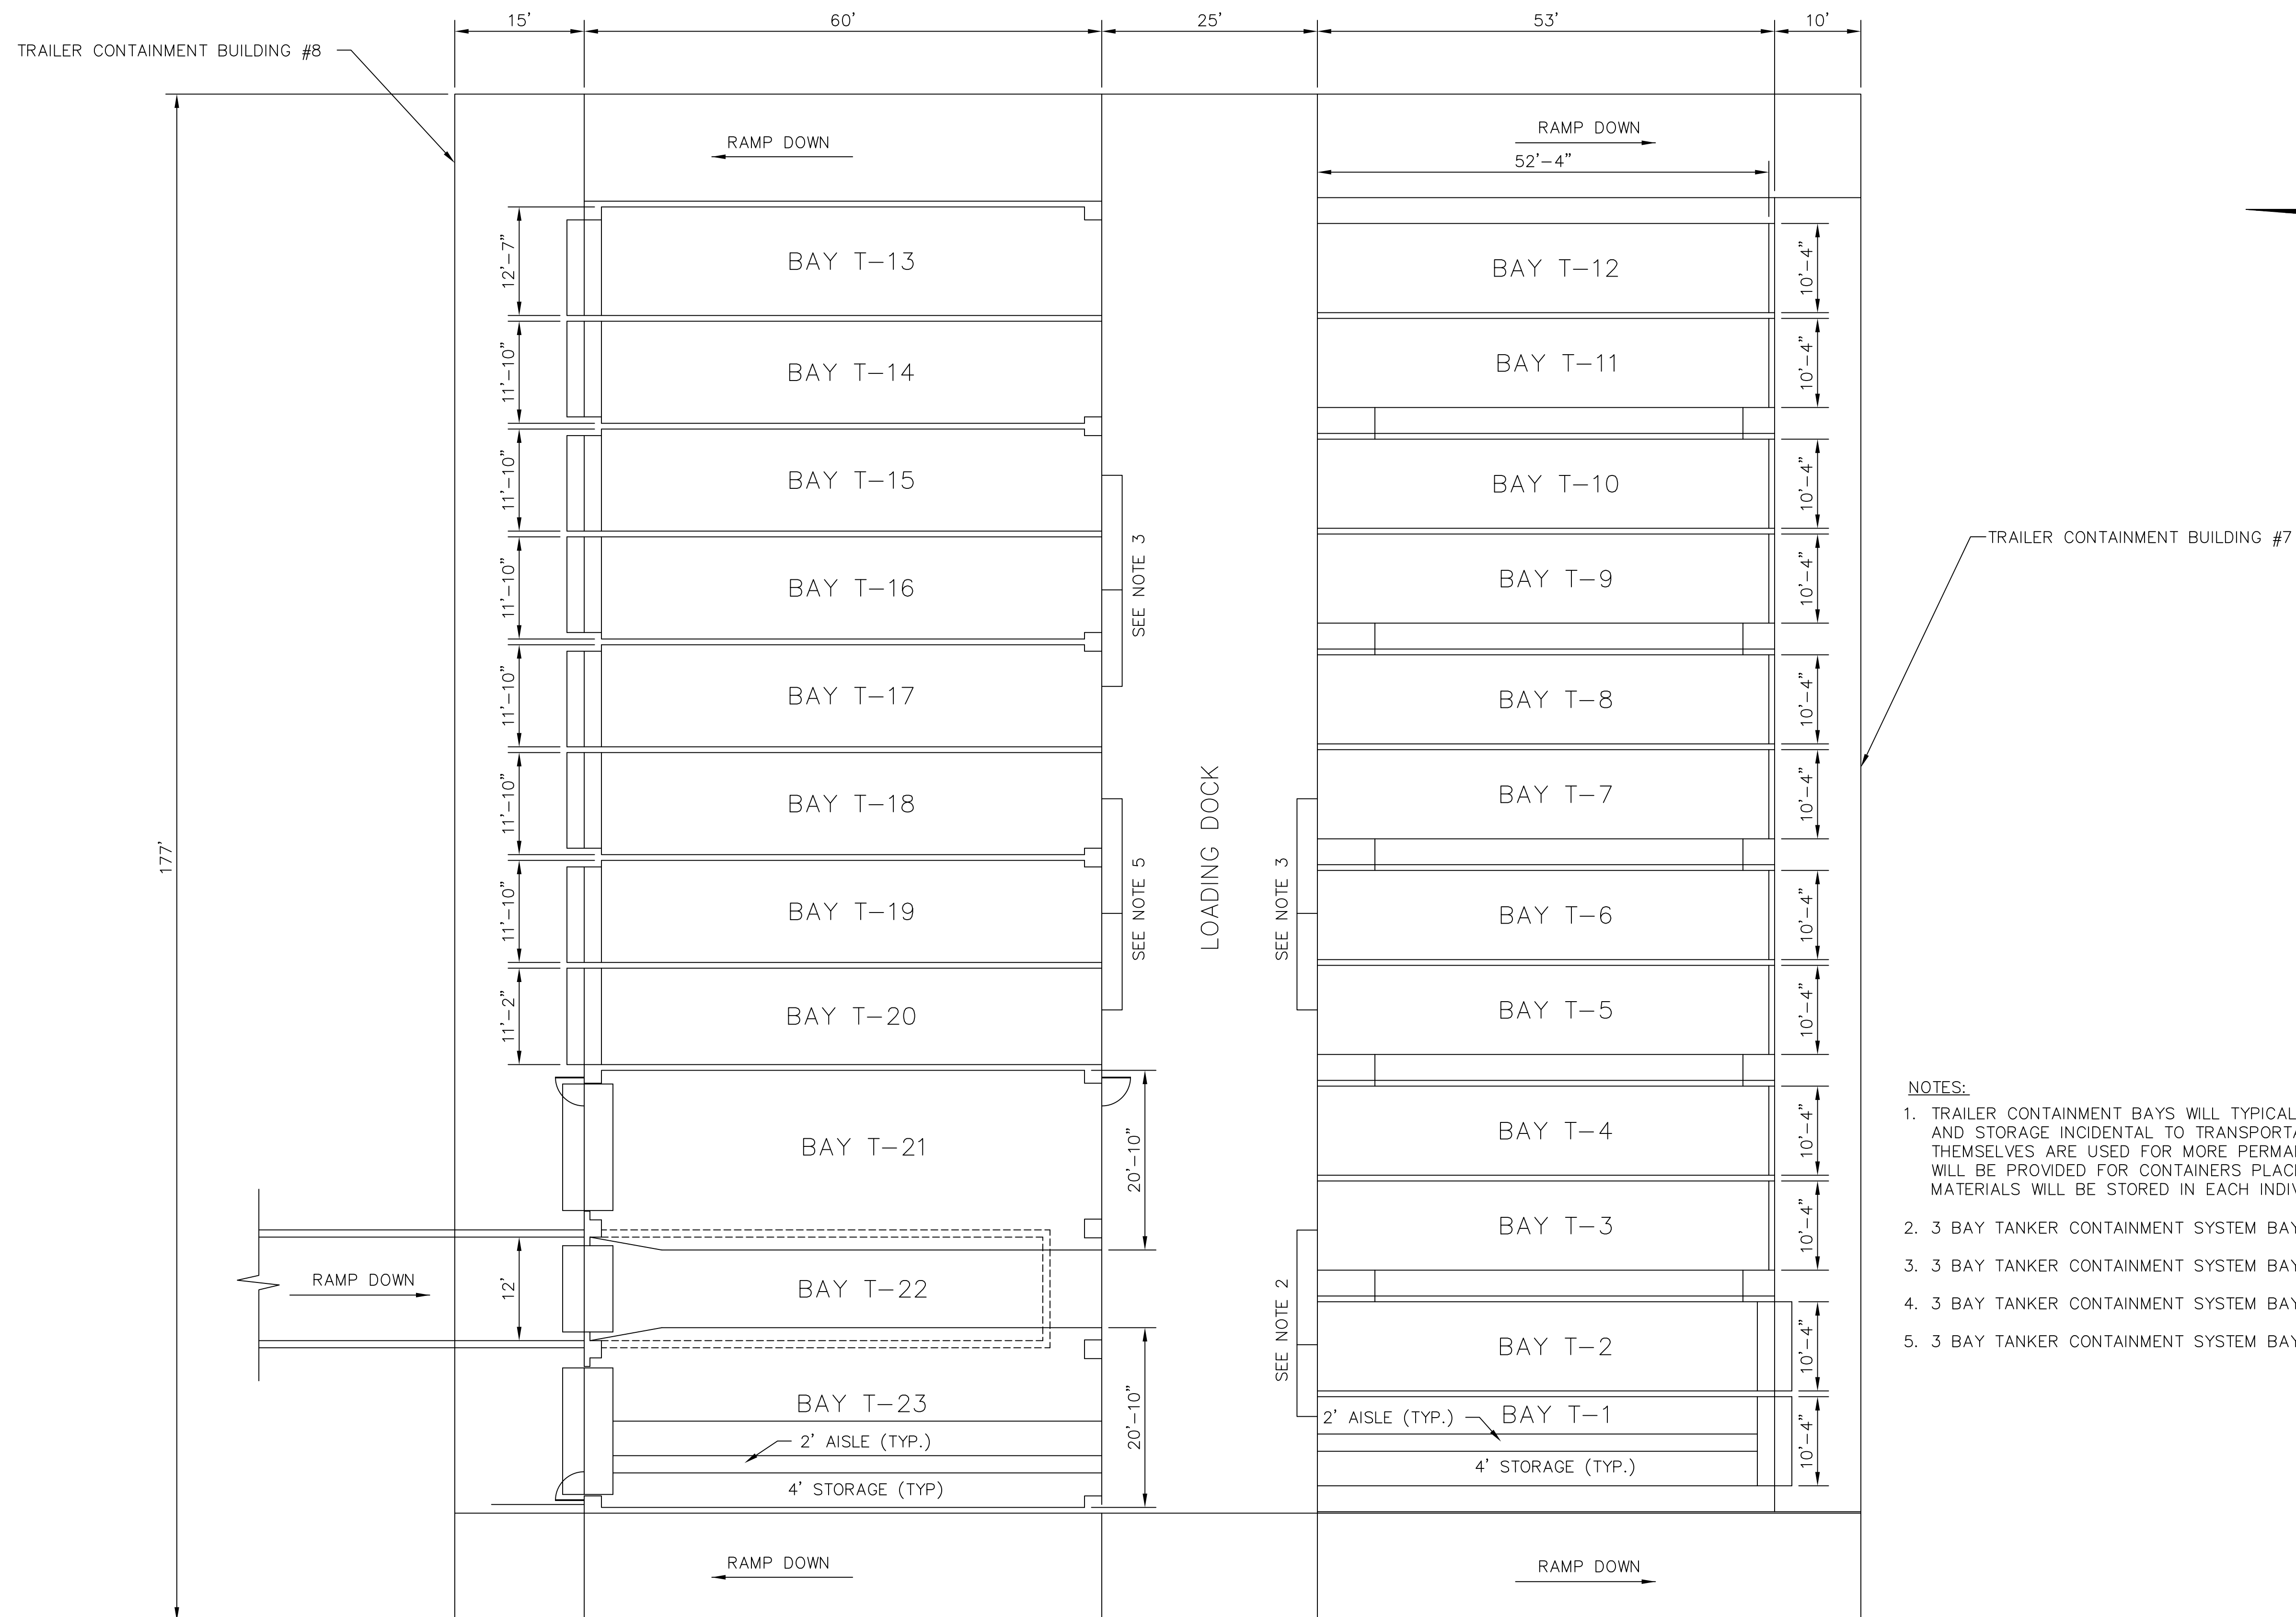 15'
60'
25'
53'
10'
TRAILER CONTAINMENT BUILDING #8
RAMP DOWN
RAMP DOWN
52'-4"
12'-7"
BAY T-13
BAY T-12
10'-4"
11'-10"
BAY T-14
BAY T-11
10'-4"
11'-10"
BAY T-15
BAY T-10
10'-4"
SEE NOTE 3
TRAILER CONTAINMENT BUILDING #7
11'-10"
BAY T-16
BAY T-9
10'-4"
11'-10"
BAY T-17
BAY T-8
10'-4"
11'-10"
BAY T-18
BAY T-7
10'-4"
177'
LOADING DOCK
SEE NOTE 5
SEE NOTE 3
11'-10"
BAY T-19
BAY T-6
10'-4"
11'-2"
BAY T-20
BAY T-5
10'-4"
BAY T-21
20'-10"
BAY T-4
10'-4"
BAY T-3
10'-4"
RAMP DOWN
12'
BAY T-22
SEE NOTE 2
BAY T-2
10'-4"
BAY T-23
20'-10"
2' AISLE (TYP.)
4' STORAGE (TYP)
2' AISLE (TYP.)
BAY T-1
10'-4"
4' STORAGE (TYP.)
RAMP DOWN
RAMP DOWN
NOTES:
1. TRAILER CONTAINMENT BAYS WILL TYPICAL
AND STORAGE INCIDENTAL TO TRANSPORTA
THEMSELVES ARE USED FOR MORE PERMA
WILL BE PROVIDED FOR CONTAINERS PLAC
MATERIALS WILL BE STORED IN EACH INDIV
2. 3 BAY TANKER CONTAINMENT SYSTEM BAY
3. 3 BAY TANKER CONTAINMENT SYSTEM BAY
4. 3 BAY TANKER CONTAINMENT SYSTEM BAY
5. 3 BAY TANKER CONTAINMENT SYSTEM BAY